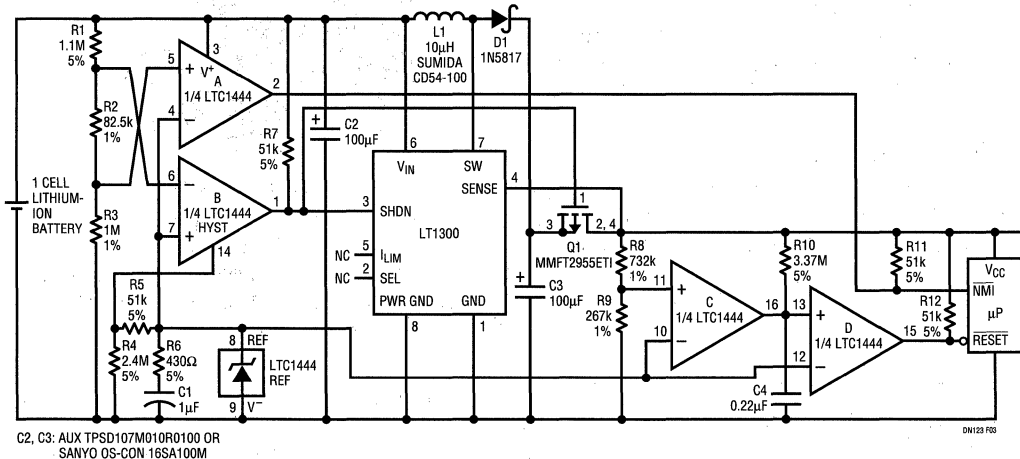 R1
1.1M
5%
R2
82.5k
1%
R3
1M
1%
1 CELL
LITHIUM-
ION
BATTERY
5
4
3
V+
A
1/4 LTC1444
2
+
−
6
7
B
1/4 LTC1444
HYST
1
14
−
+
R5
51k
5%
R4
2.4M
5%
R6
430Ω
5%
C1
1µF
8 REF
LTC1444
REF
9 V−
R7
51k
5%
+
C2
100µF
L1
10µH
SUMIDA
CD54-100
D1
1N5817
6
7
VIN
SW
SENSE
4
3
SHDN
LT1300
NC
5
ILIM
NC
2
SEL
PWR GND
GND
8
1
3
1
2, 4
Q1
MMFT2955ETI
+
C3
100µF
R8
732k
1%
R9
267k
1%
11
10
+
−
C
1/4 LTC1444
16
R10
3.37M
5%
13
12
+
−
D
1/4 LTC1444
15
C4
0.22µF
R11
51k
5%
R12
51k
5%
VCC
NMI
µP
RESET
DN123 F03
C2, C3: AUX TPSD107M010R0100 OR
SANYO OS-CON 16SA100M